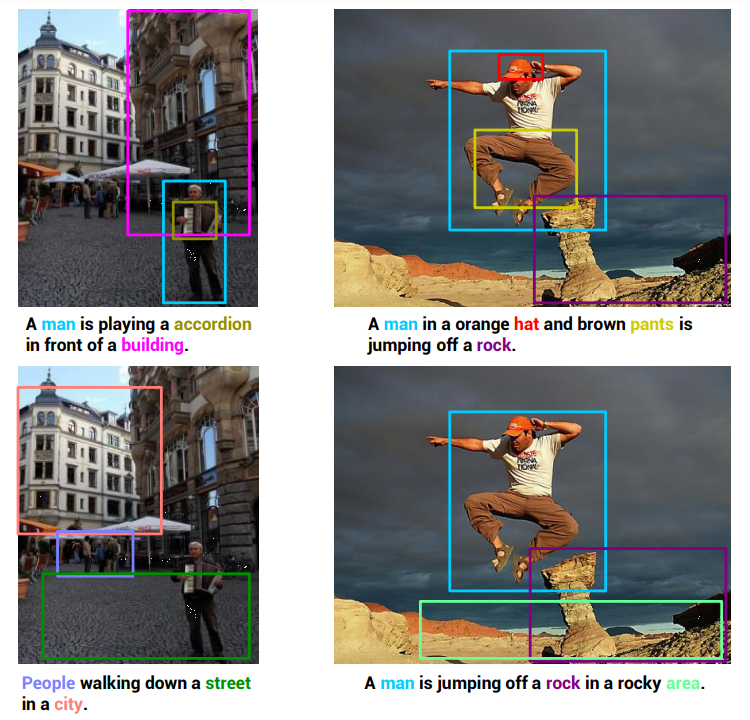 A man is playing a accordion
in front of a building.
A man in a orange hat and brown pants is
jumping off a rock.
People walking down a street
in a city.
A man is jumping off a rock in a rocky area.